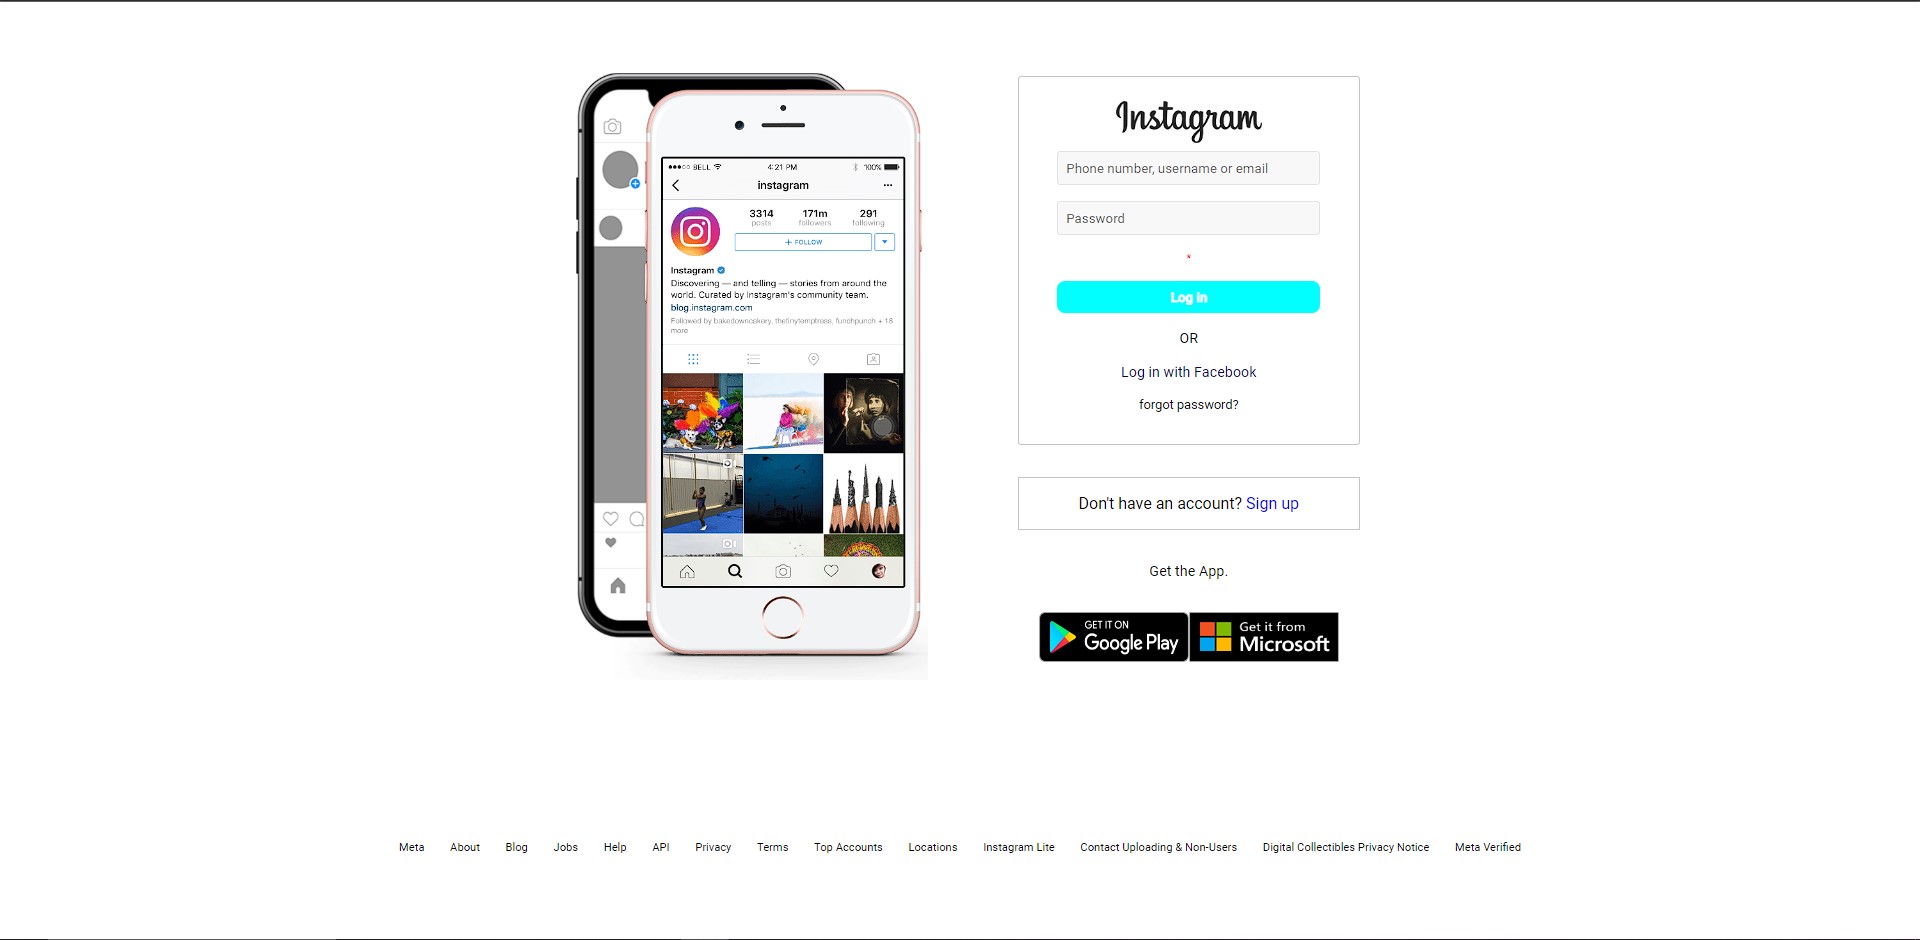 BELL
4:21 PM
100%
instagram
3314
171m
291
posts
followers
following
+ FOLLOW
Instagram
Discovering — and telling — stories from around the
world. Curated by Instagram's community team.
blog.instagram.com
Followed by bakedowncakery, thetinytemptress, funchpunch + 18
more
Instagram
Phone number, username or email
Password
*
Log in
OR
Log in with Facebook
forgot password?
Don't have an account? Sign up
Get the App.
GET IT ON
Google Play
Get it from
Microsoft
Meta About Blog Jobs Help API Privacy Terms Top Accounts Locations Instagram Lite Contact Uploading & Non-Users Digital Collectibles Privacy Notice Meta Verified